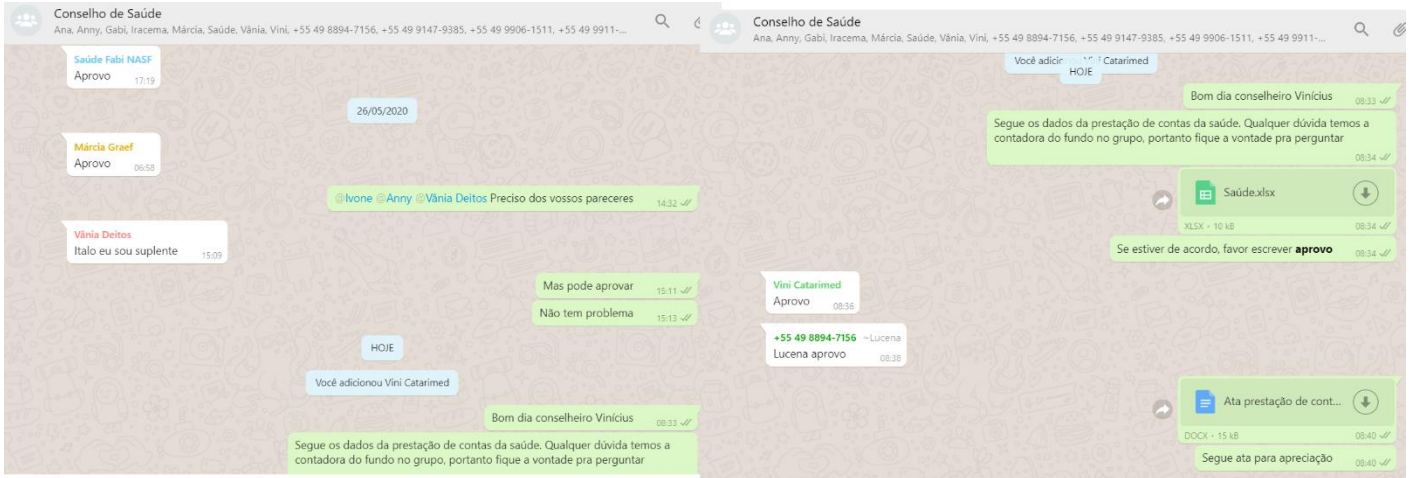 Conselho de Saúde
Ana, Anny, Gabi, Iracema, Márcia, Saúde, Vânia, Vini, +55 49 8894-7156, +55 49 9147-9385, +55 49 9906-1511, +55 49 9911-...
Saúde Fabi NASF
Aprovo 17:19
26/05/2020
Márcia Graef
Aprovo 06:58
@Ivone @Anny @Vânia Deitos Preciso dos vossos pareceres 14:32
Vânia Deitos
Italo eu sou suplente 15:09
Mas pode aprovar 15:11
Não tem problema 15:13
HOJE
Você adicionou Vini Catarimed
Bom dia conselheiro Vinícius 08:33
Segue os dados da prestação de contas da saúde. Qualquer dúvida temos a
contadora do fundo no grupo, portanto fique a vontade pra perguntar
Conselho de Saúde
Ana, Anny, Gabi, Iracema, Márcia, Saúde, Vânia, Vini, +55 49 8894-7156, +55 49 9147-9385, +55 49 9906-1511, +55 49 9911-...
Você Catarimed
HOJE
Bom dia conselheiro Vinícius 08:33
Segue os dados da prestação de contas da saúde. Qualquer dúvida temos a
contadora do fundo no grupo, portanto fique a vontade pra perguntar
08:34
Saúde.xlsx
XLSX • 10 kB 08:34
Se estiver de acordo, favor escrever aprovo 08:34
Vini Catarimed
Aprovo 08:36
+55 49 8894-7156 ~Lucena
Lucena aprovo 08:38
Ata prestação de cont...
DOCX • 15 kB 08:40
Segue ata para apreciação 08:40